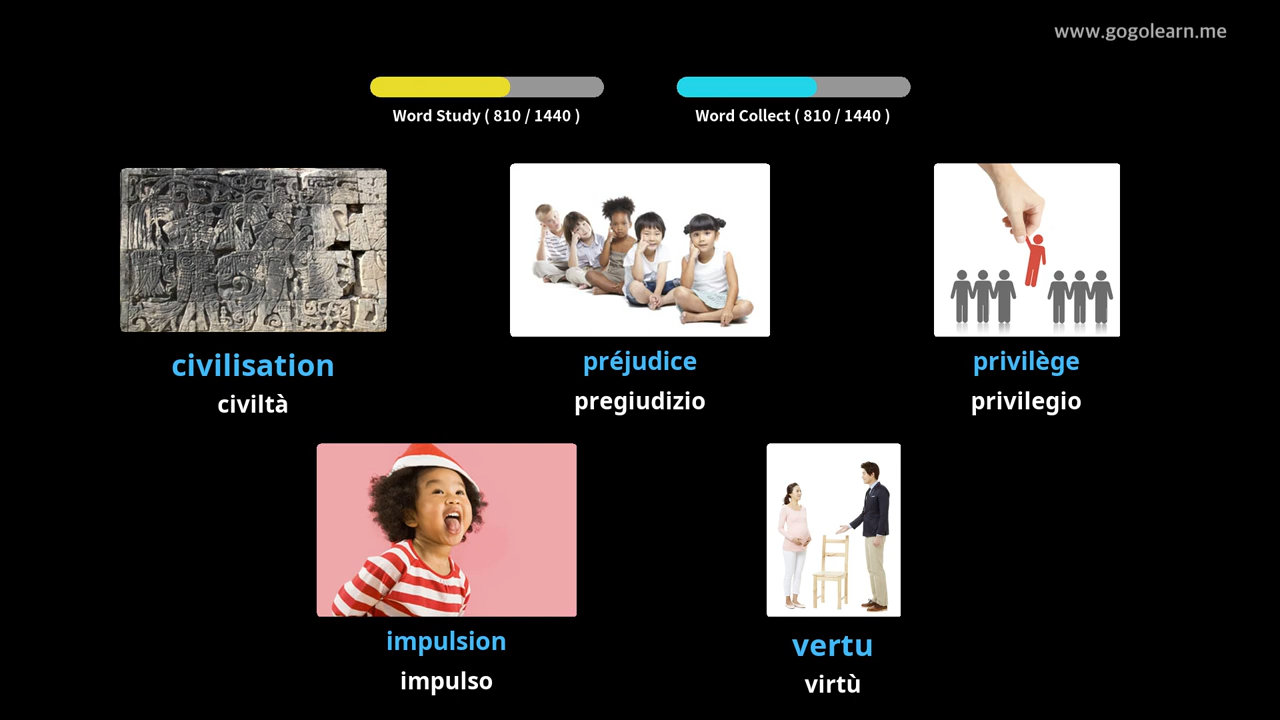 www.gogolearn.me
Word Study ( 810 / 1440 )
Word Collect ( 810 / 1440 )
civilisation
civiltà
préjudice
pregiudizio
privilège
privilegio
impulsion
impulso
vertu
virtù